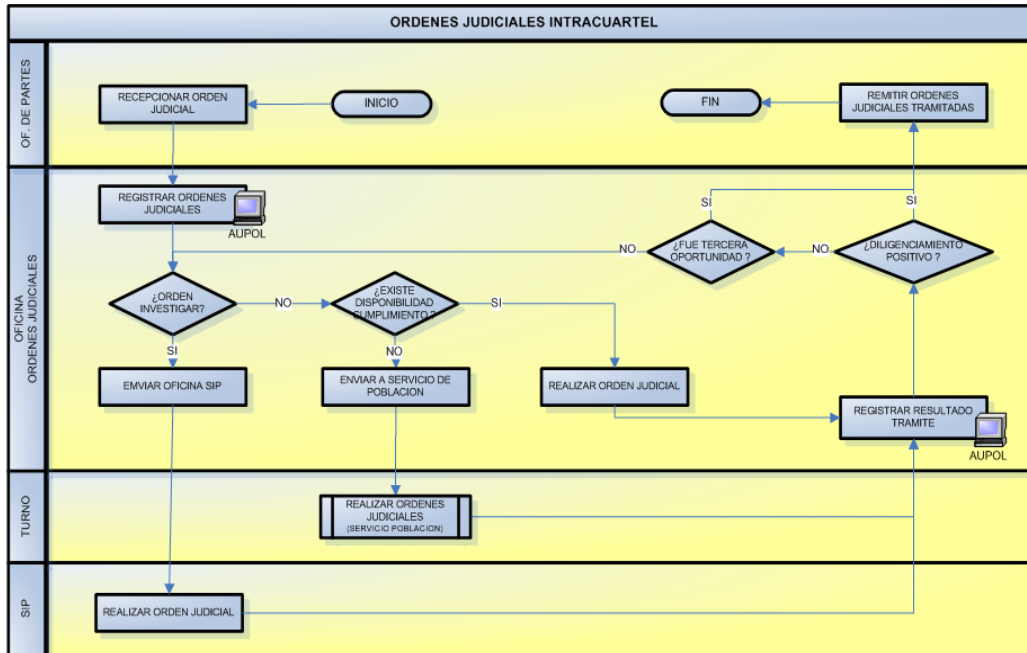 ORDENES JUDICIALES INTRACUARTEL
OF. DE PARTES
RECEPCIONAR ORDEN
JUDICIAL
INICIO
FIN
REMITIR ORDENES
JUDICIALES TRAMITADAS
OFICINA
ORDENES JUDICIALES
REGISTRAR ORDENES
JUDICIALES
AUPOL
SI
SI
NO
¿FUE TERCERA
OPORTUNIDAD ?
NO
¿DILIGENCIAMIENTO
POSITIVO ?
¿ORDEN
INVESTIGAR?
NO
¿EXISTE
DISPONIBILIDAD
CUMPLIMIENTO ?
SI
SI
NO
EMVIAR OFICINA SIP
ENVIAR A SERVICIO DE
POBLACION
REALIZAR ORDEN JUDICIAL
REGISTRAR RESULTADO
TRAMITE
AUPOL
TURNO
REALIZAR ORDENES
JUDICIALES
(SERVICIO POBLACION)
SIP
REALIZAR ORDEN JUDICIAL